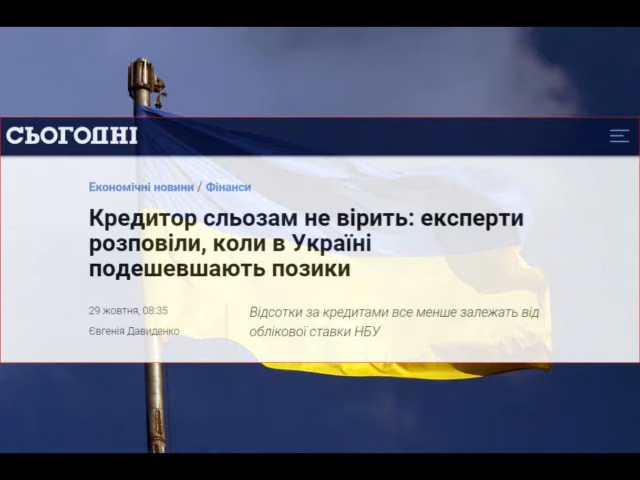 СЬОГОДНІ
Економічні новини / Фінанси
Кредитор сльозам не вірить: експерти
розповіли, коли в Україні
подешевшають позики
29 жовтня, 08:35
Відсотки за кредитами все менше залежать від
Євгенія Давиденко
облікової ставки НБУ